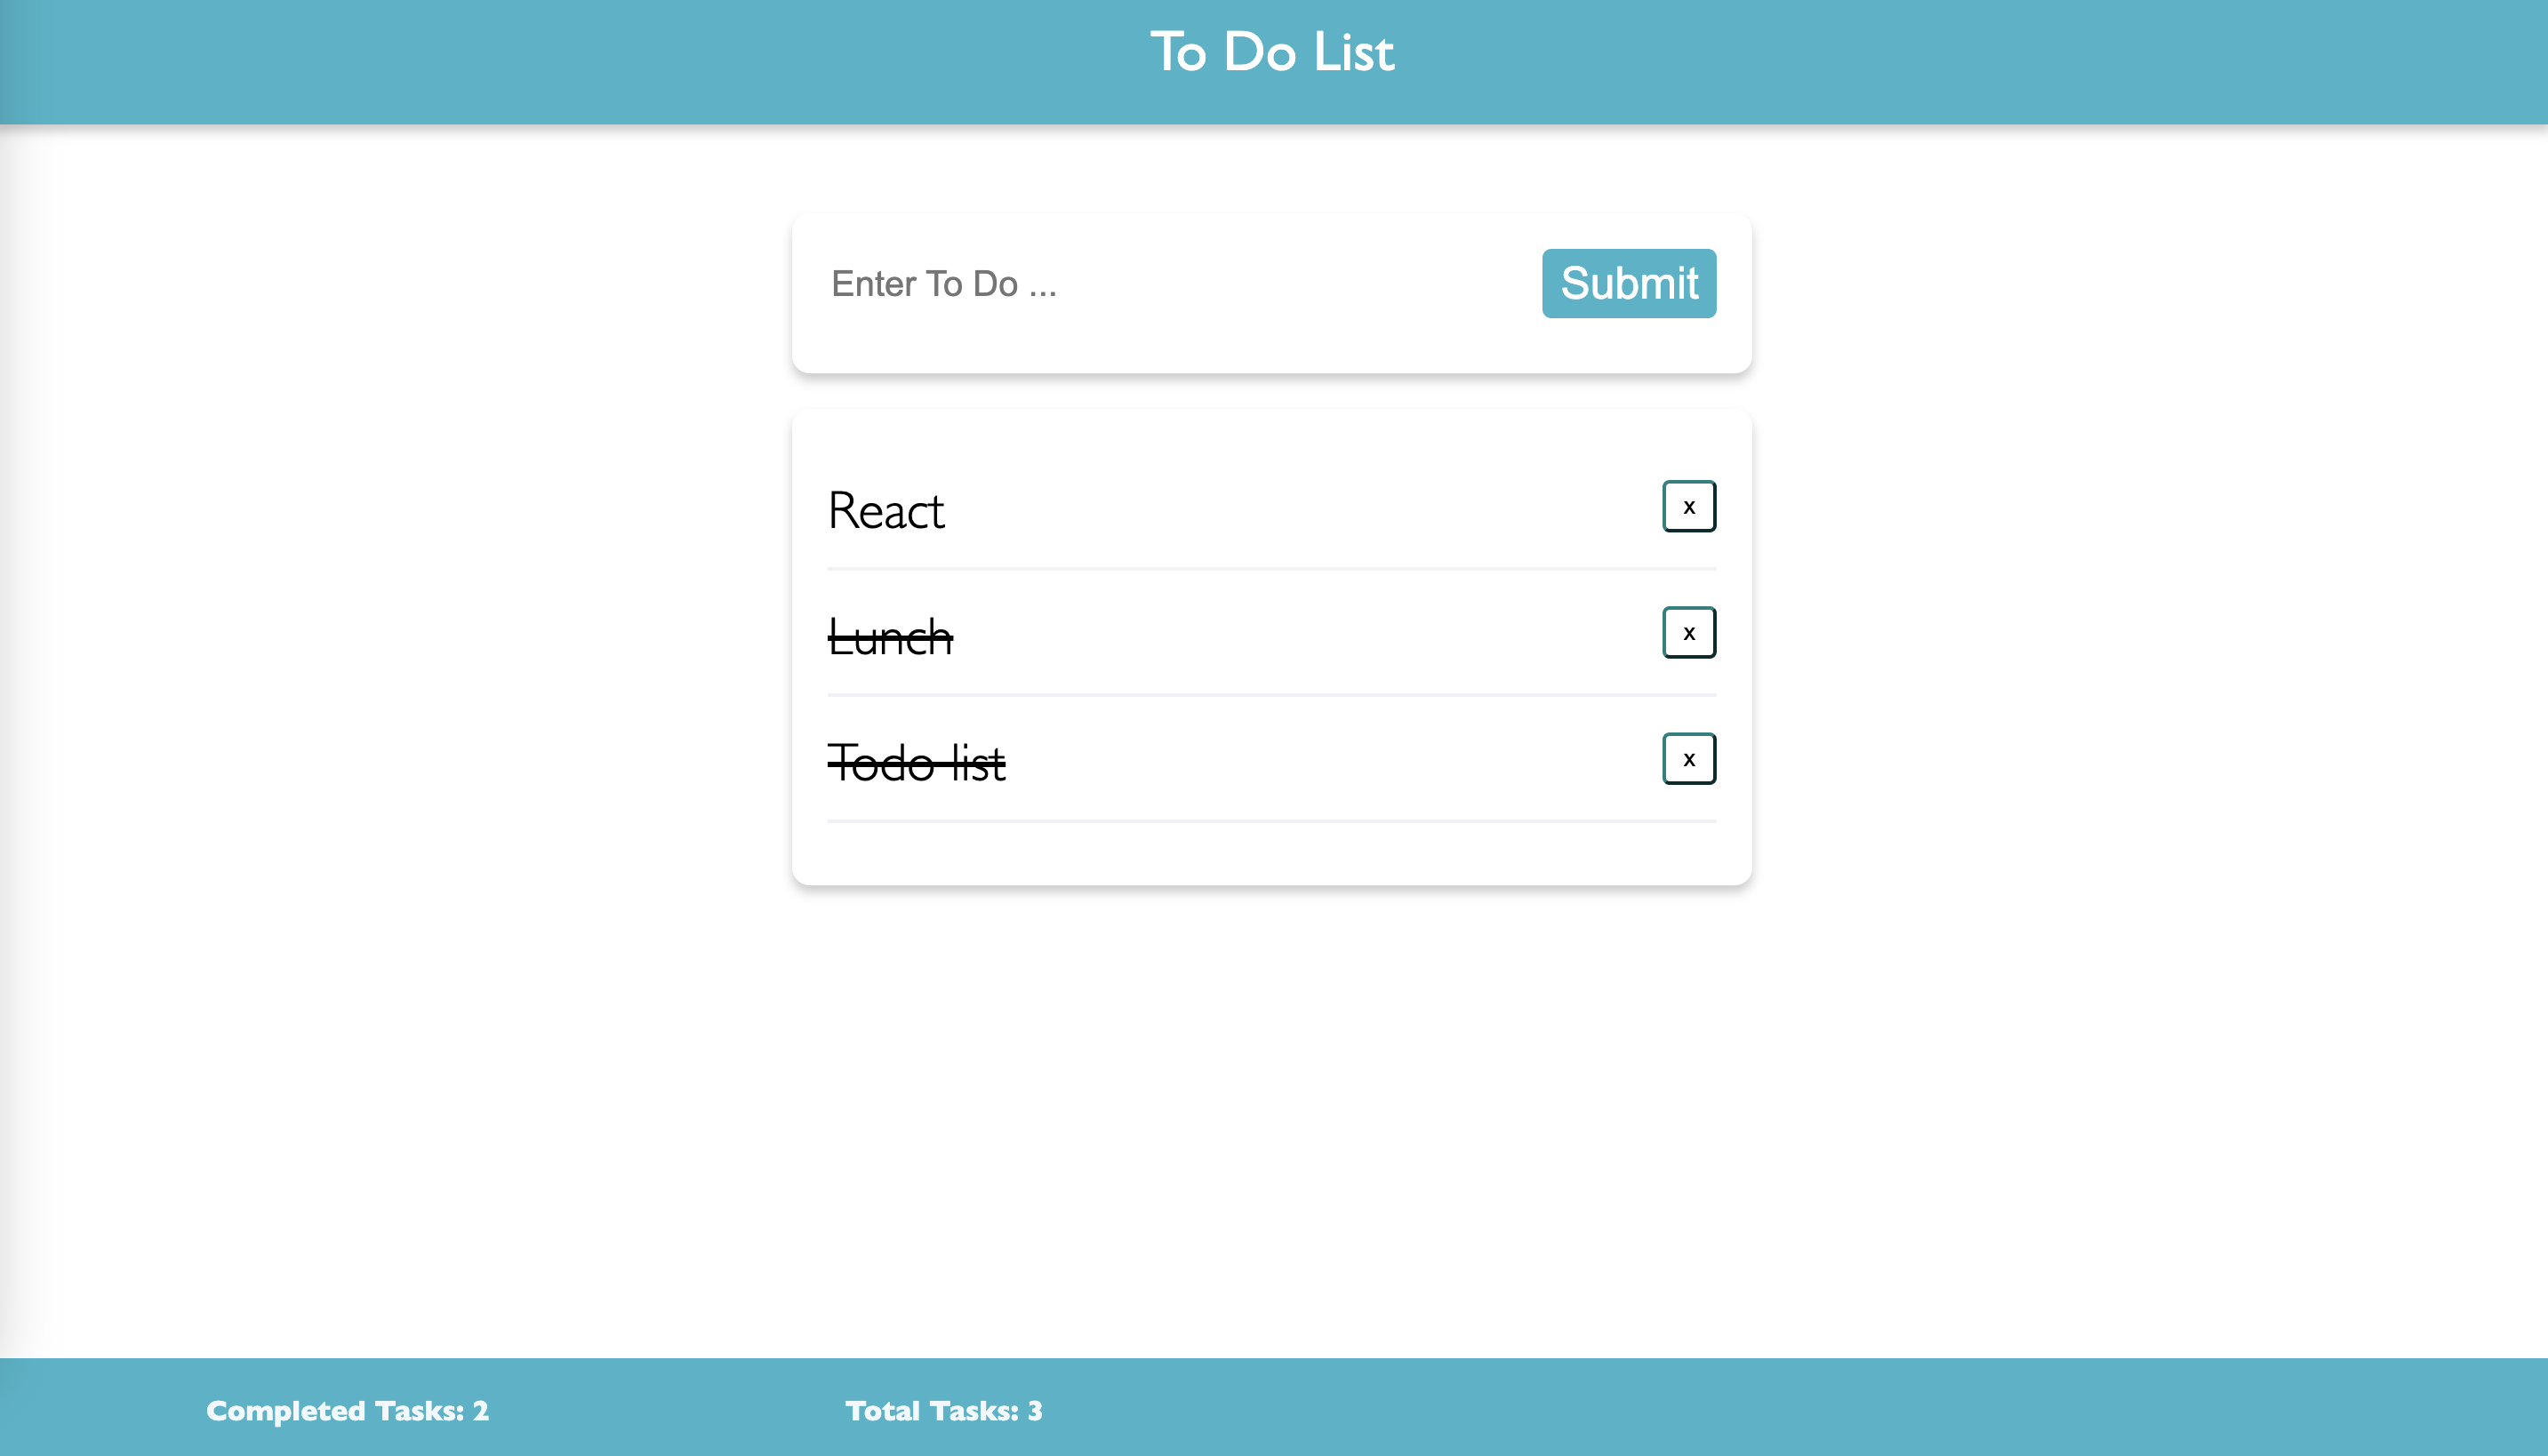 To Do List
Enter To Do ...
Submit
React
x
Lunch
x
Todo list
x
Completed Tasks: 2
Total Tasks: 3